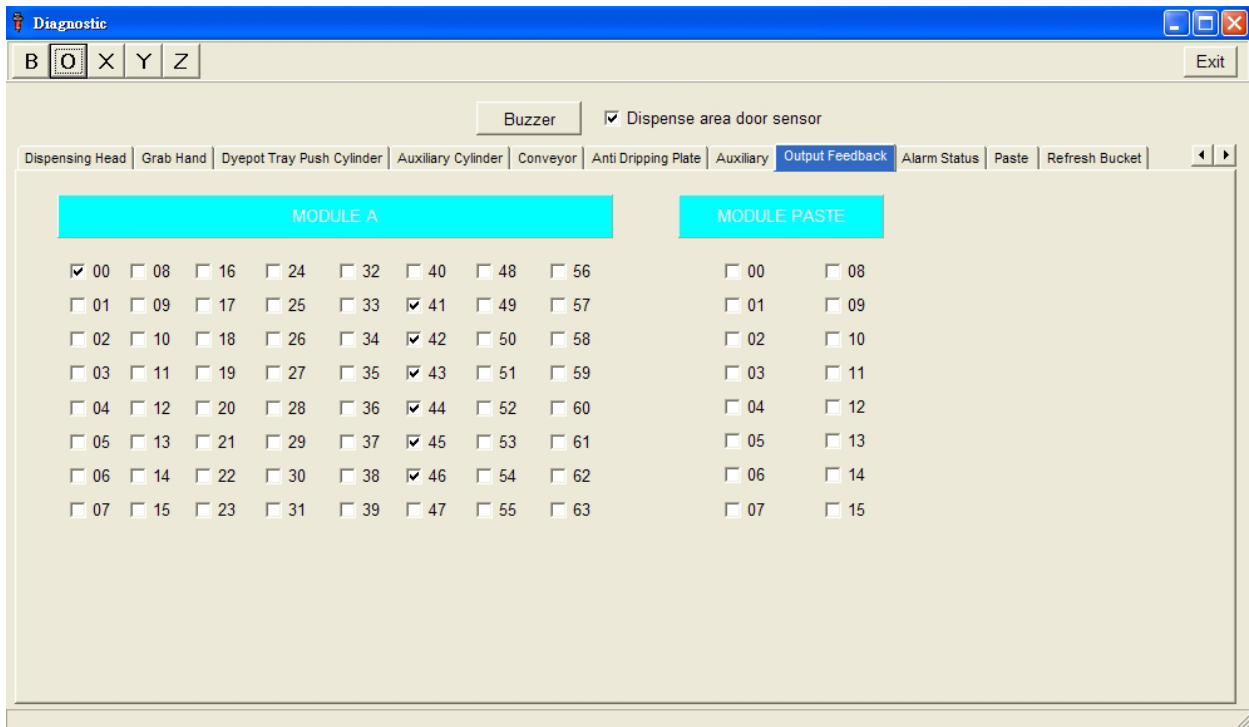 Diagnostic
B O X Y Z Exit
Buzzer Dispense area door sensor
Dispensing Head Grab Hand Dyepot Tray Push Cylinder Auxiliary Cylinder Conveyor Anti Dripping Plate Auxiliary Output Feedback Alarm Status Paste Refresh Bucket
MODULE A MODULE PASTE
00 08 16 24 32 40 48 56 00 08
01 09 17 25 33 41 49 57 01 09
02 10 18 26 34 42 50 58 02 10
03 11 19 27 35 43 51 59 03 11
04 12 20 28 36 44 52 60 04 12
05 13 21 29 37 45 53 61 05 13
06 14 22 30 38 46 54 62 06 14
07 15 23 31 39 47 55 63 07 15